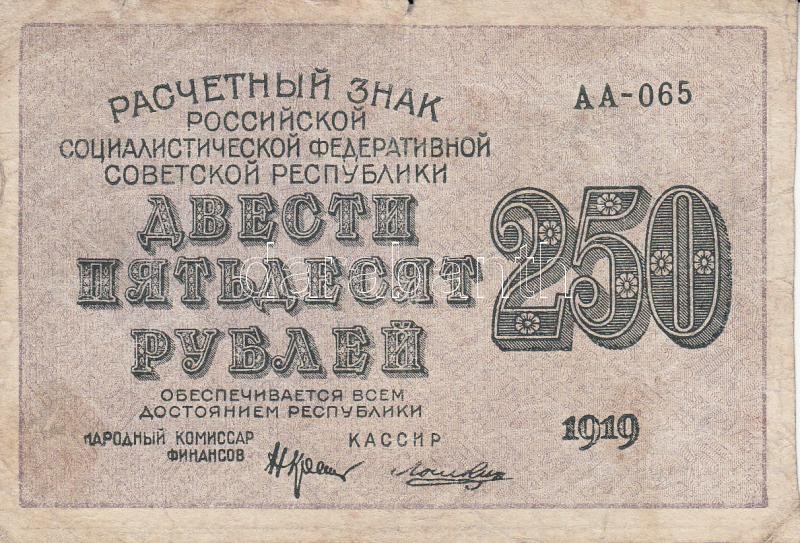 РАСЧЕТНЫЙ ЗНАК
АА-065
РОССИЙСКОЙ
СОЦИАЛИСТИЧЕСКОЙ ФЕДЕРАТИВНОЙ
СОВЕТСКОЙ РЕСПУБЛИКИ
ДВЕСТИ
ПЯТЬДЕСЯТ
РУБЛЕЙ
250
ОБЕСПЕЧИВАЕТСЯ ВСЕМ
ДОСТОЯНИЕМ РЕСПУБЛИКИ
НАРОДНЫЙ КОМИССАР
ФИНАНСОВ
КАССИР
1919
darabanth